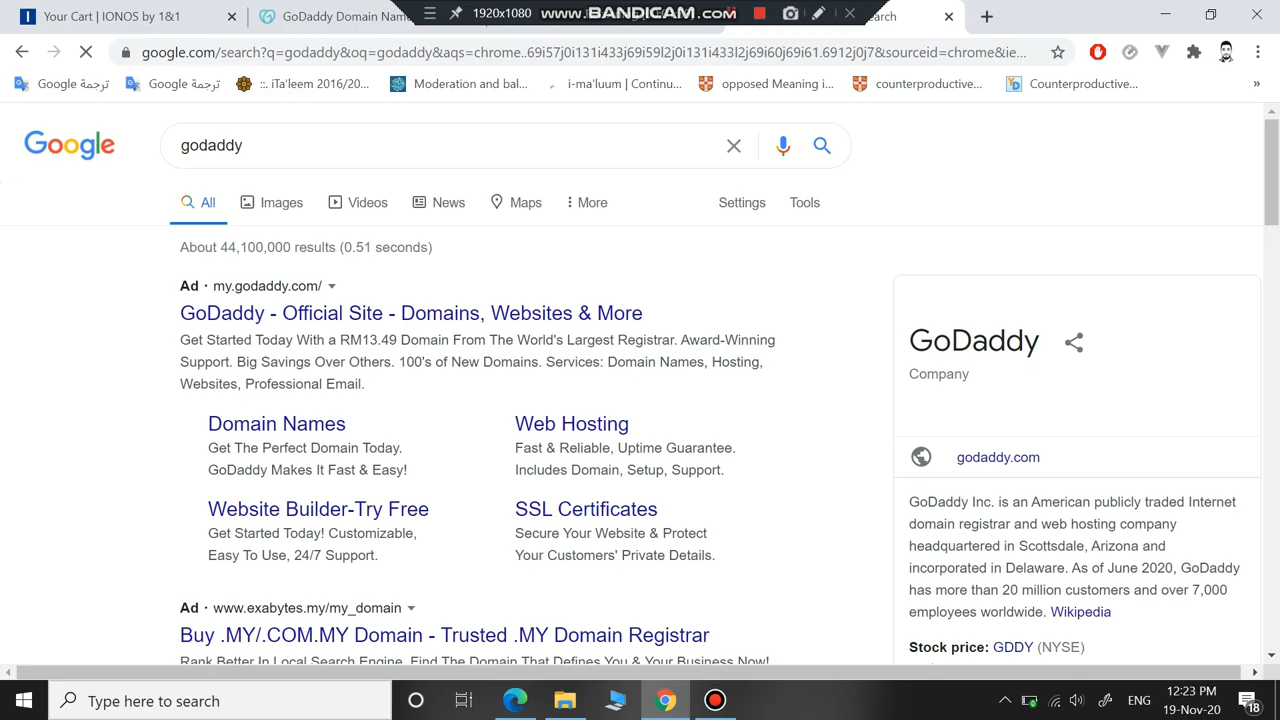 Your Cart | IONOS by 1&1
GoDaddy Domain Nam
1920x1080
www.BANDICAM.com
earch
google.com/search?q=godaddy&oq=godaddy&aqs=chrome..69i57j0i131i433j69i59l2j0i131i433l2j69i60j69i61.6912j0j7&sourceid=chrome&ie...
ترجمة Google
ترجمة Google
::. iTa'leem 2016/20...
Moderation and bal...
i-ma'luum | Continu...
opposed Meaning i...
counterproductive...
Counterproductive...
»
Google
godaddy
All
Images
Videos
News
Maps
More
Settings
Tools
About 44,100,000 results (0.51 seconds)
Ad · my.godaddy.com/
GoDaddy - Official Site - Domains, Websites & More
Get Started Today With a RM13.49 Domain From The World's Largest Registrar. Award-Winning
Support. Big Savings Over Others. 100's of New Domains. Services: Domain Names, Hosting,
Websites, Professional Email.
Domain Names
Get The Perfect Domain Today.
GoDaddy Makes It Fast & Easy!
Web Hosting
Fast & Reliable, Uptime Guarantee.
Includes Domain, Setup, Support.
Website Builder-Try Free
Get Started Today! Customizable,
Easy To Use, 24/7 Support.
SSL Certificates
Secure Your Website & Protect
Your Customers' Private Details.
Ad · www.exabytes.my/my_domain
Buy .MY/.COM.MY Domain - Trusted .MY Domain Registrar
Rank Better In Local Search Engine. Find The Domain That Defines You & Your Business Now!
GoDaddy
Company
godaddy.com
GoDaddy Inc. is an American publicly traded Internet
domain registrar and web hosting company
headquartered in Scottsdale, Arizona and
incorporated in Delaware. As of June 2020, GoDaddy
has more than 20 million customers and over 7,000
employees worldwide. Wikipedia
Stock price: GDDY (NYSE)
Type here to search
ENG
12:23 PM
19-Nov-20
18